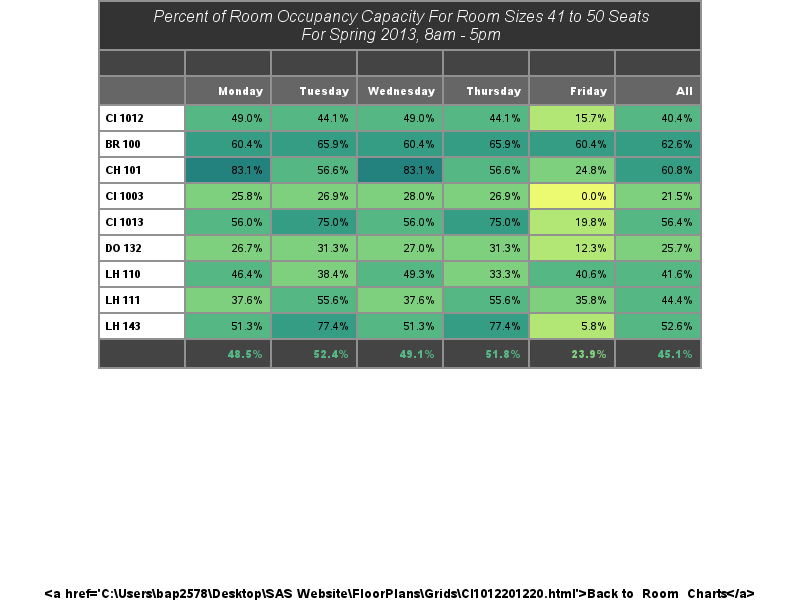 Percent of Room Occupancy Capacity For Room Sizes 41 to 50 Seats
For Spring 2013, 8am - 5pm
Monday Tuesday Wednesday Thursday Friday All
CI 1012 49.0% 44.1% 49.0% 44.1% 15.7% 40.4%
BR 100 60.4% 65.9% 60.4% 65.9% 60.4% 62.6%
CH 101 83.1% 56.6% 83.1% 56.6% 24.8% 60.8%
CI 1003 25.8% 26.9% 28.0% 26.9% 0.0% 21.5%
CI 1013 56.0% 75.0% 56.0% 75.0% 19.8% 56.4%
DO 132 26.7% 31.3% 27.0% 31.3% 12.3% 25.7%
LH 110 46.4% 38.4% 49.3% 33.3% 40.6% 41.6%
LH 111 37.6% 55.6% 37.6% 55.6% 35.8% 44.4%
LH 143 51.3% 77.4% 51.3% 77.4% 5.8% 52.6%
48.5% 52.4% 49.1% 51.8% 23.9% 45.1%
<a href='C:\Users\bap2578\Desktop\SAS Website\FloorPlans\Grids\CI1012201220.html'>Back to Room Charts</a>